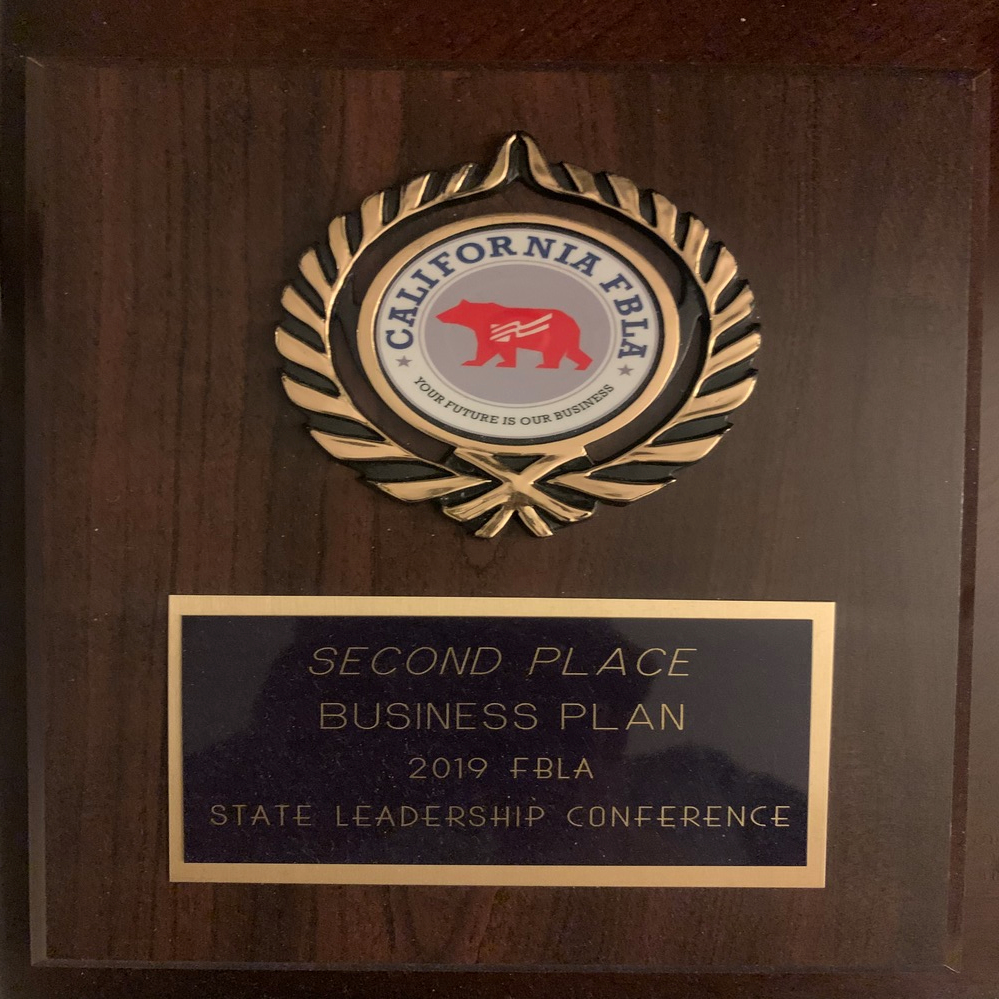 CALIFORNIA FBLA
YOUR FUTURE IS OUR BUSINESS
SECOND PLACE
BUSINESS PLAN
2019 FBLA
STATE LEADERSHIP CONFERENCE